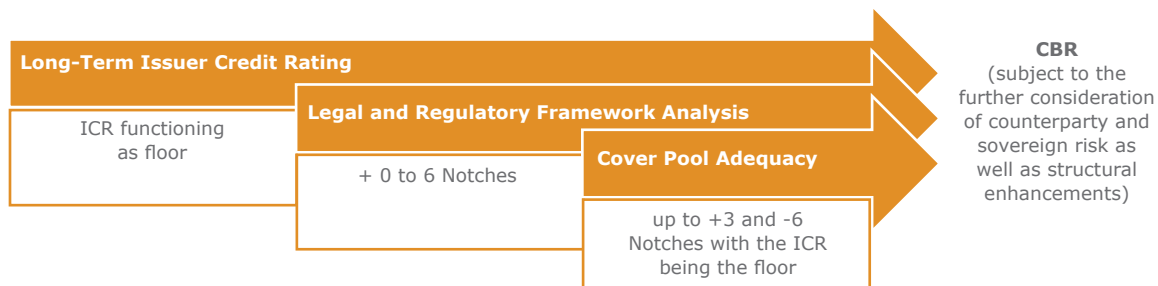 Long-Term Issuer Credit Rating
ICR functioning
as floor
Legal and Regulatory Framework Analysis
+ 0 to 6 Notches
Cover Pool Adequacy
up to +3 and -6
Notches with the ICR
being the floor
CBR
(subject to the
further consideration
of counterparty and
sovereign risk as
well as structural
enhancements)